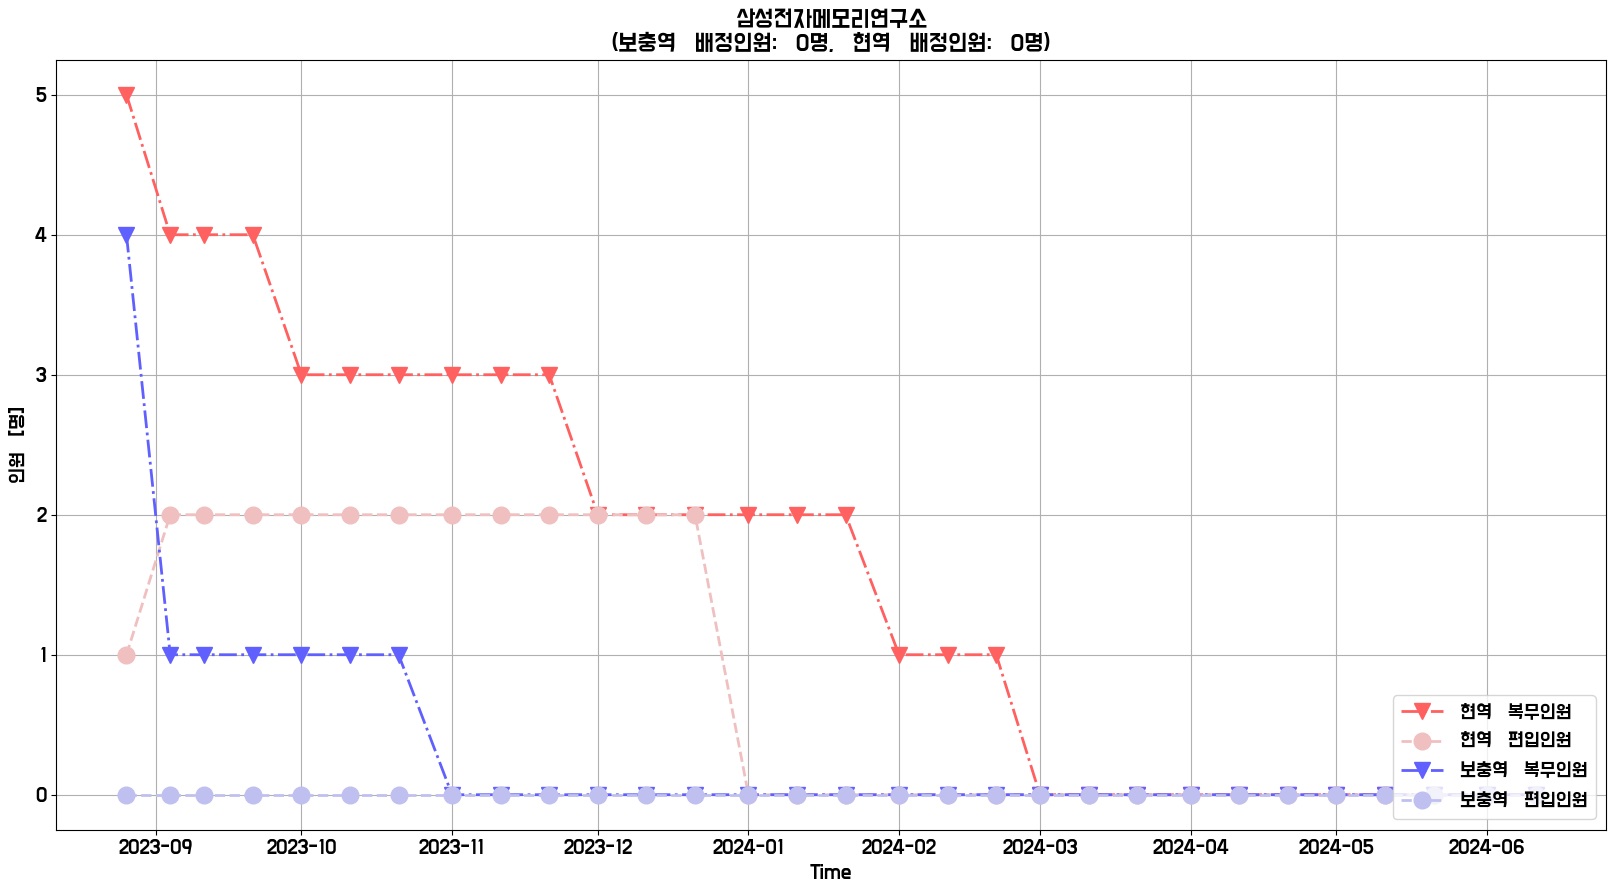 삼성전자메모리연구소
(보충역 배정인원: 0명, 현역 배정인원: 0명)
인원 [명]
5
4
3
2
1
0
2023-09 2023-10 2023-11 2023-12 2024-01 2024-02 2024-03 2024-04 2024-05 2024-06
Time
현역 복무인원
현역 편입인원
보충역 복무인원
보충역 편입인원